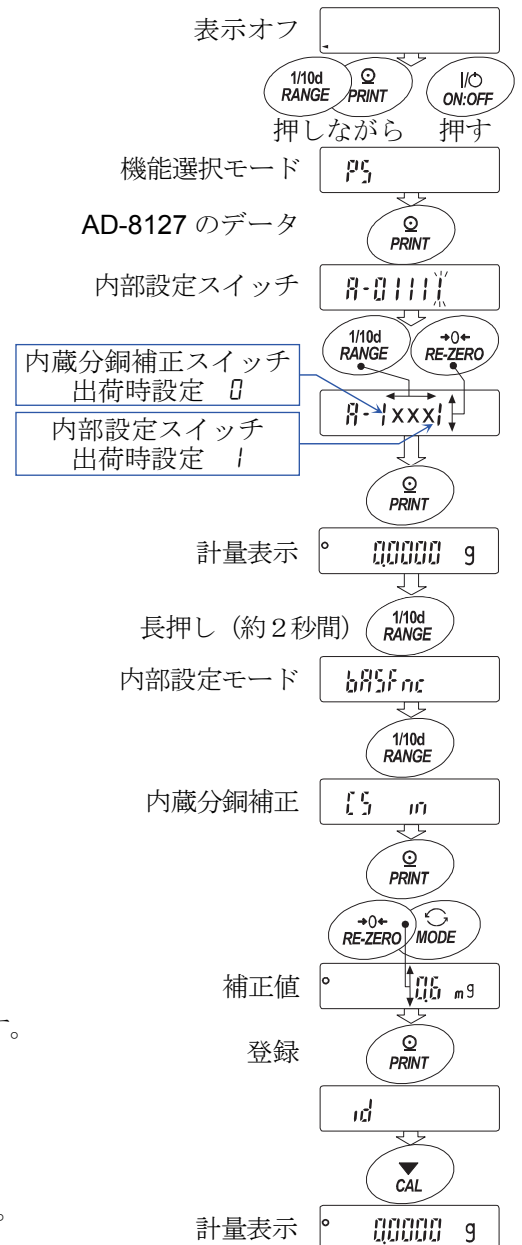 表示オフ
1/10d
RANGE
PRINT
I/
ON:OFF
押しながら 押す
機能選択モード PS
AD-8127 のデータ
PRINT
内部設定スイッチ A-01111
1/10d
RANGE
→0←
RE-ZERO
内蔵分銅補正スイッチ
出荷時設定 0
A-1xxx1
内部設定スイッチ
出荷時設定 1
PRINT
計量表示 0.0000 g
長押し（約２秒間）
1/10d
RANGE
内部設定モード bASFnc
1/10d
RANGE
内蔵分銅補正 CS in
PRINT
→0←
RE-ZERO
MODE
補正値 0.6 mg
。
登録
PRINT
id
CAL
。
計量表示 0.0000 g